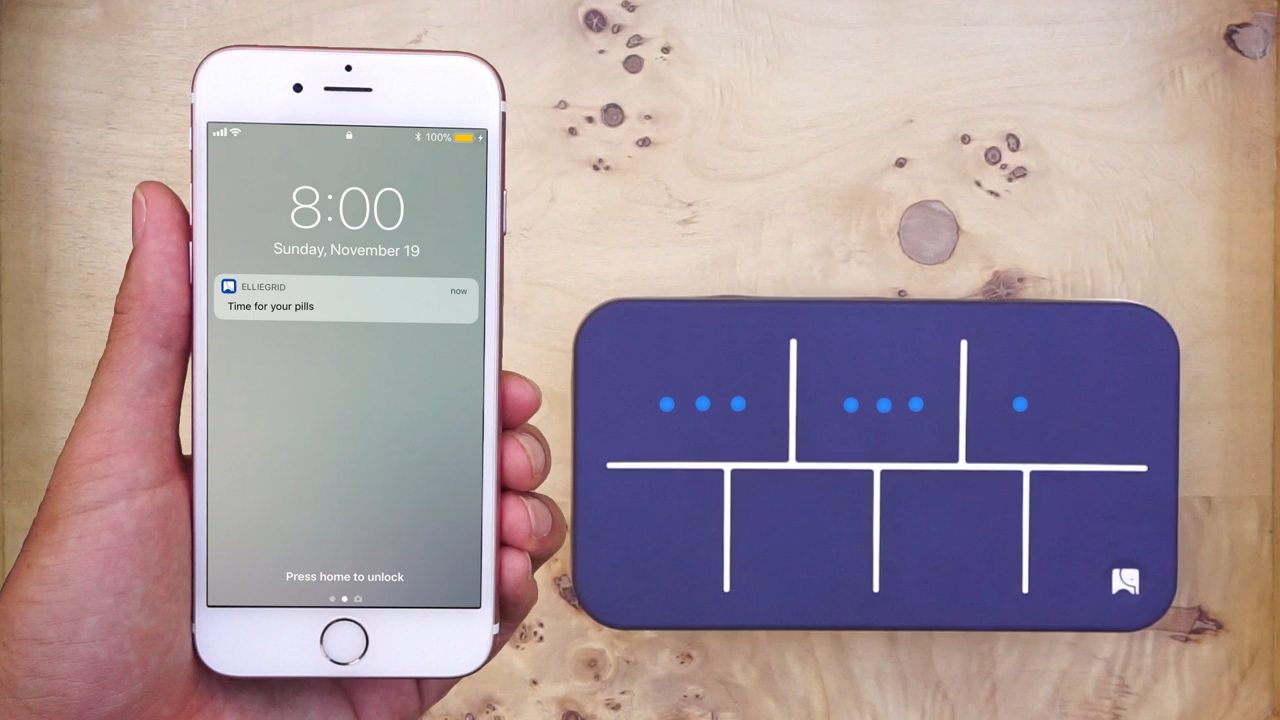 100%
8:00
Sunday, November 19
ELLIEGRID
now
Time for your pills
Press home to unlock